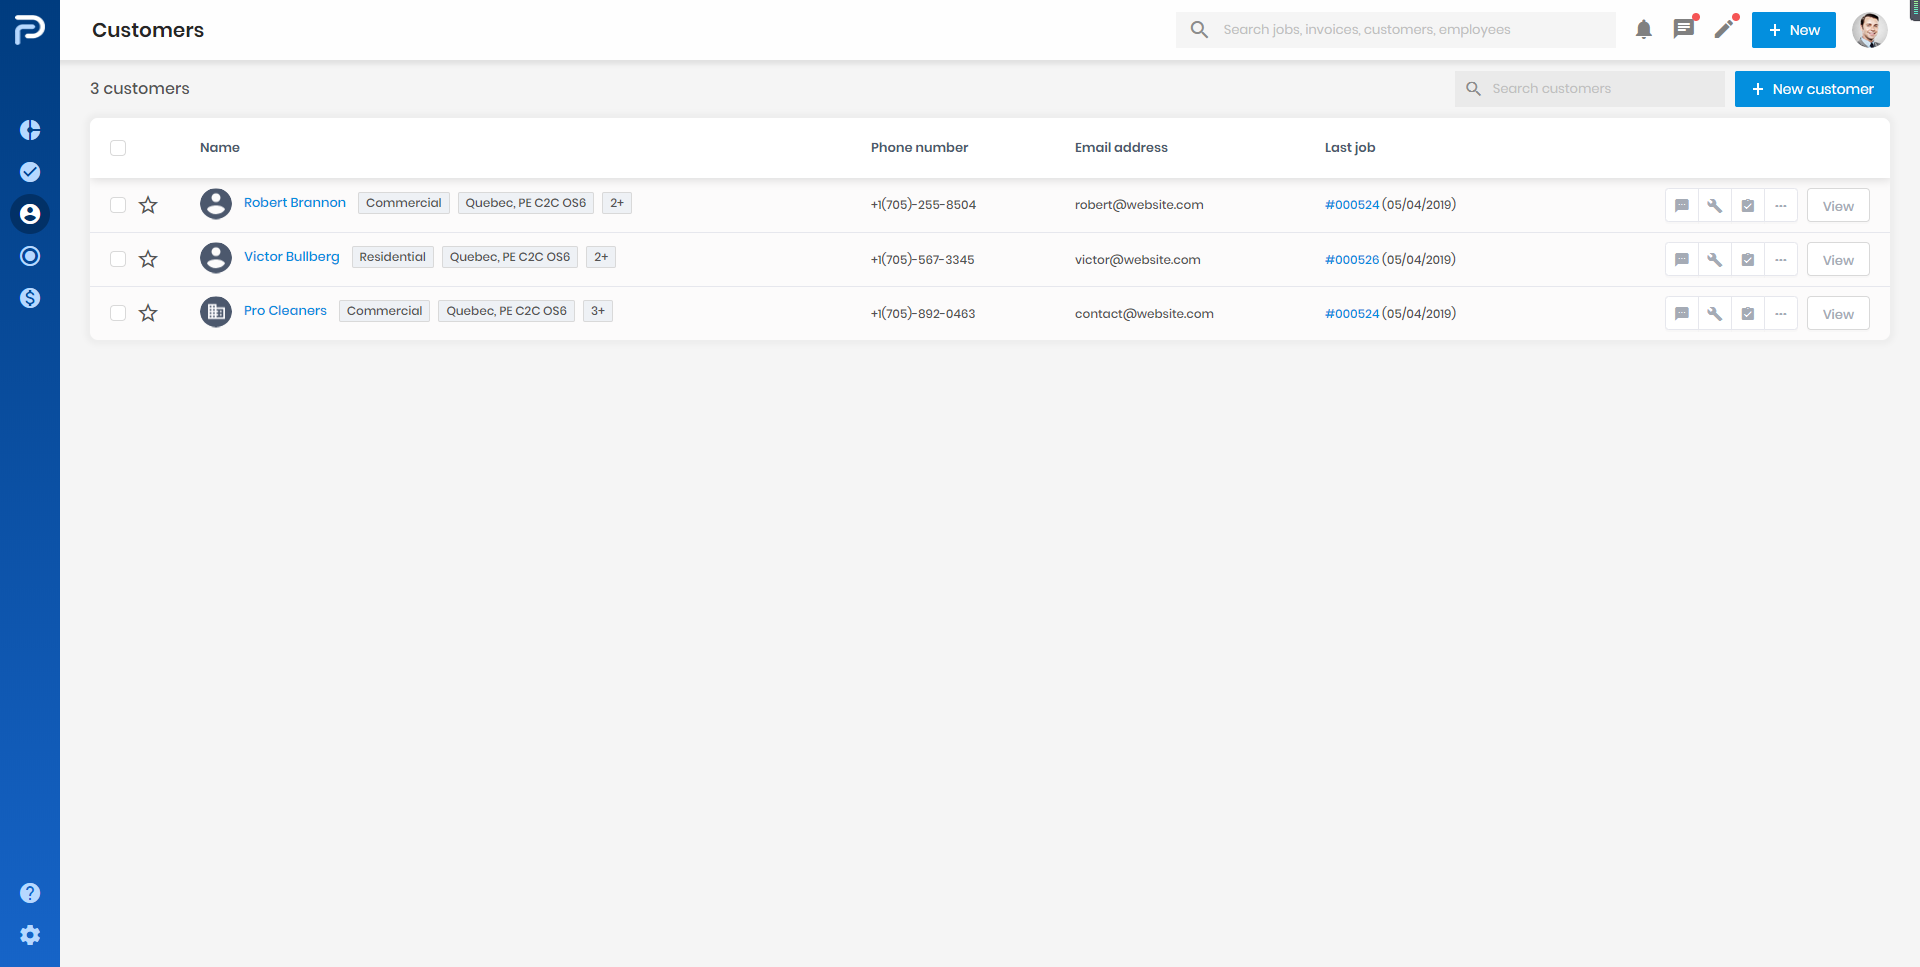 Customers
Search jobs, invoices, customers, employees
+ New
3 customers
Search customers
+ New customer
Name Phone number Email address Last job
Robert Brannon Commercial Quebec, PE C2C OS6 2+ +1(705)-255-8504 robert@website.com #000524 (05/04/2019) View
Victor Bullberg Residential Quebec, PE C2C OS6 2+ +1(705)-567-3345 victor@website.com #000526 (05/04/2019) View
Pro Cleaners Commercial Quebec, PE C2C OS6 3+ +1(705)-892-0463 contact@website.com #000524 (05/04/2019) View